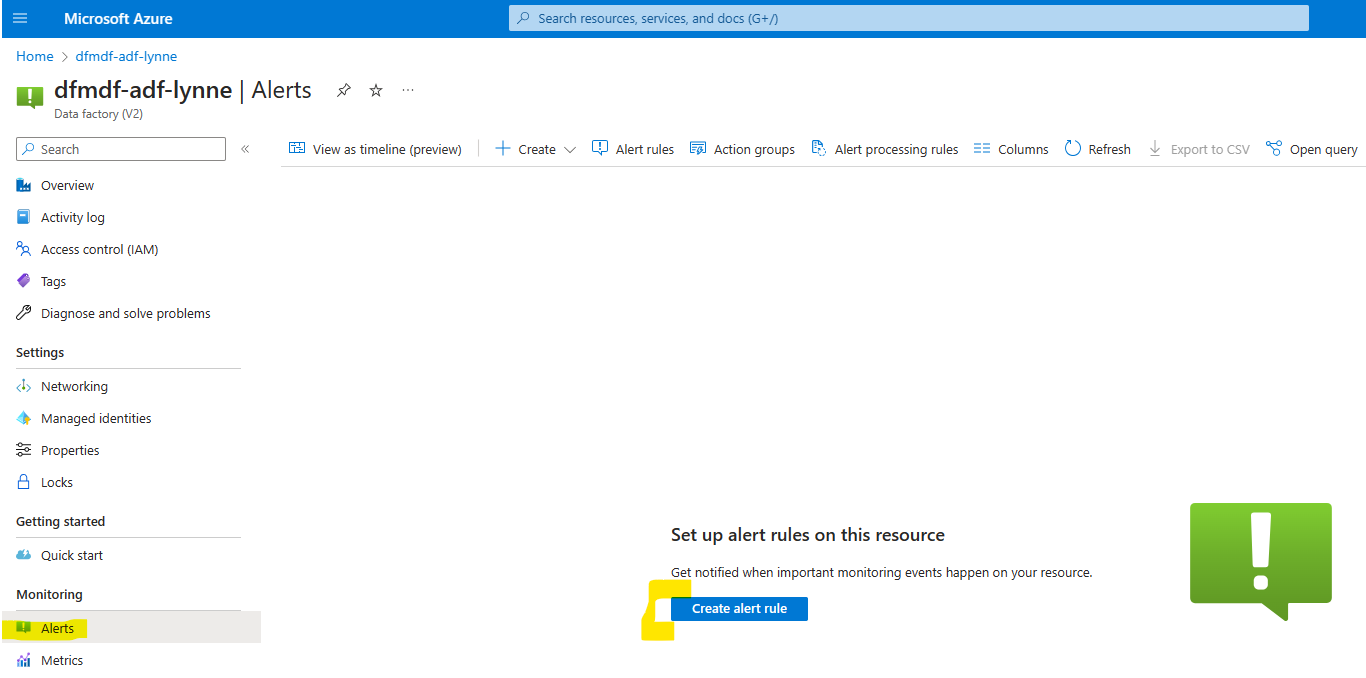 Microsoft Azure
Search resources, services, and docs (G+/)
Home > dfmdf-adf-lynne
dfmdf-adf-lynne | Alerts
Data factory (V2)
Search
View as timeline (preview)
Create
Alert rules
Action groups
Alert processing rules
Columns
Refresh
Export to CSV
Open query
Overview
Activity log
Access control (IAM)
Tags
Diagnose and solve problems
Settings
Networking
Managed identities
Properties
Locks
Getting started
Quick start
Monitoring
Alerts
Metrics
Set up alert rules on this resource
Get notified when important monitoring events happen on your resource.
Create alert rule